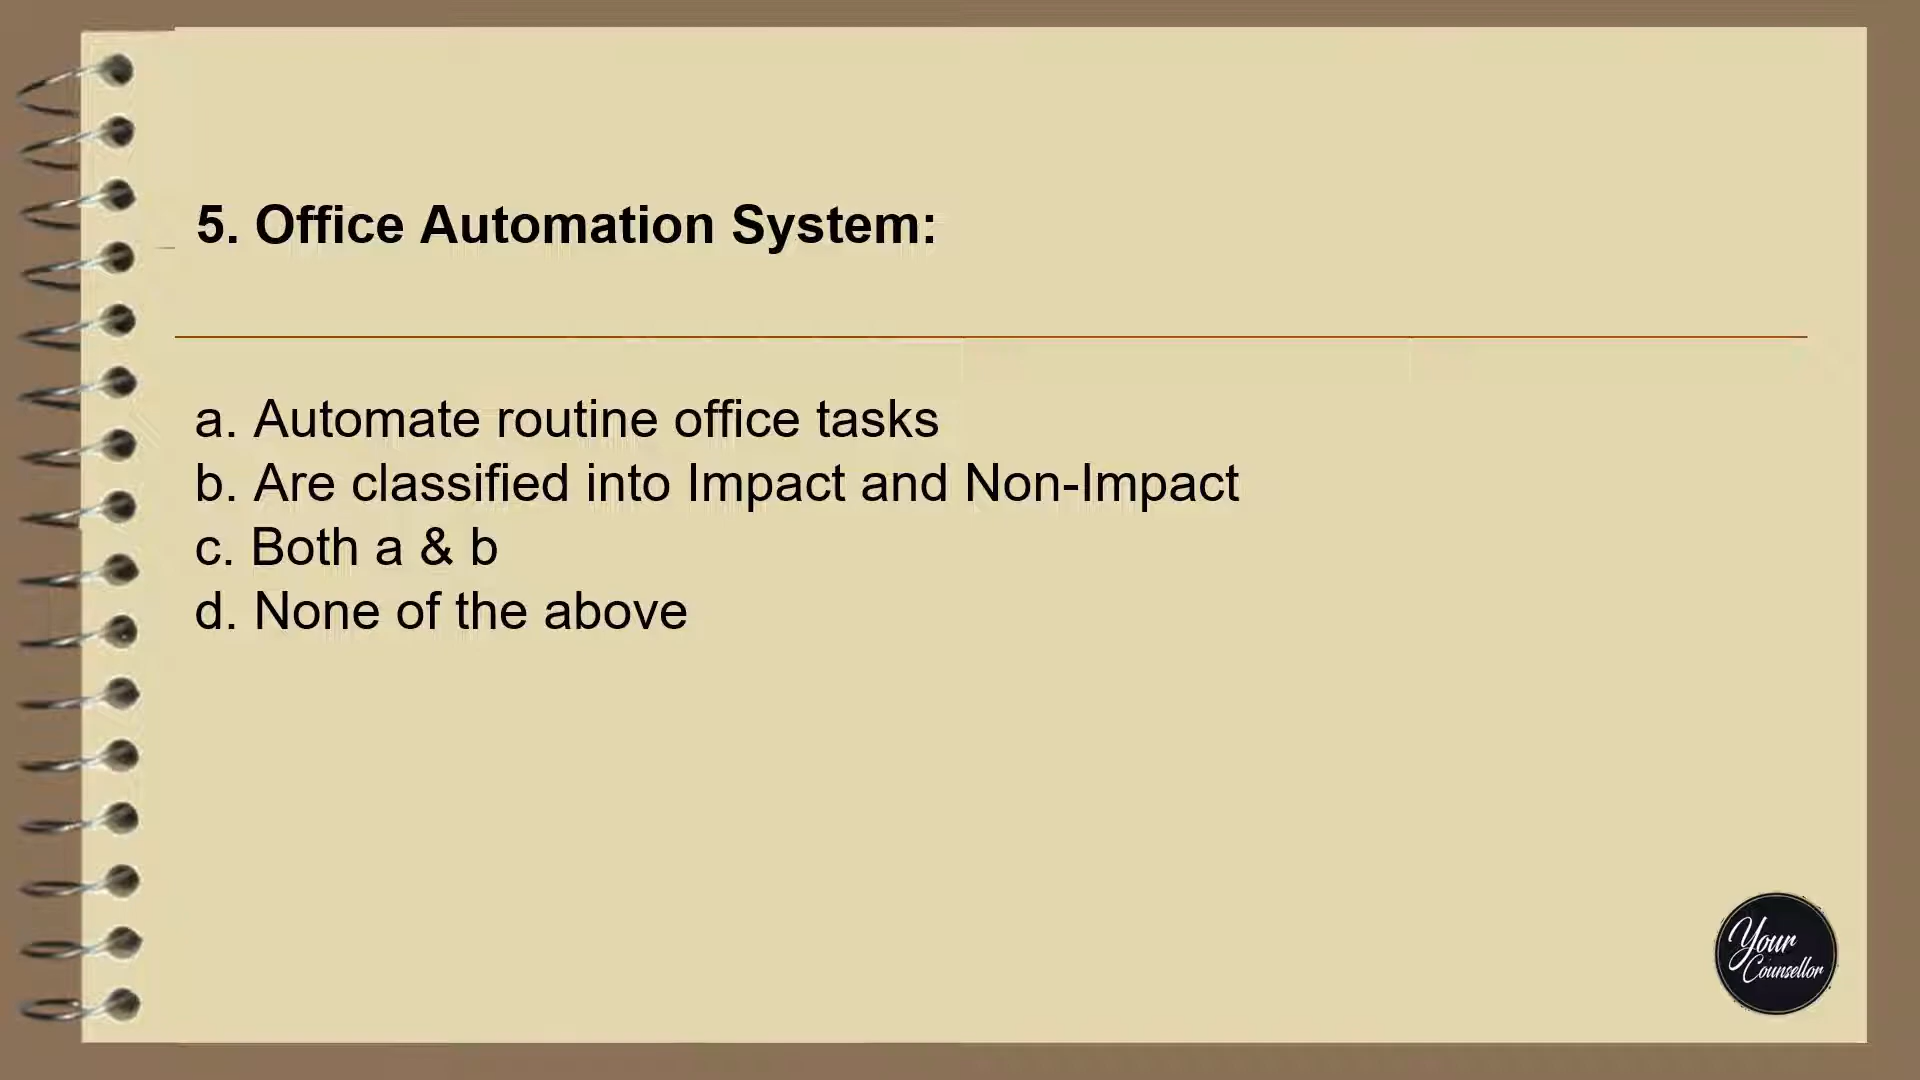 5. Office Automation System:
a. Automate routine office tasks
b. Are classified into Impact and Non-Impact
c. Both a & b
d. None of the above
Your
Counsellor